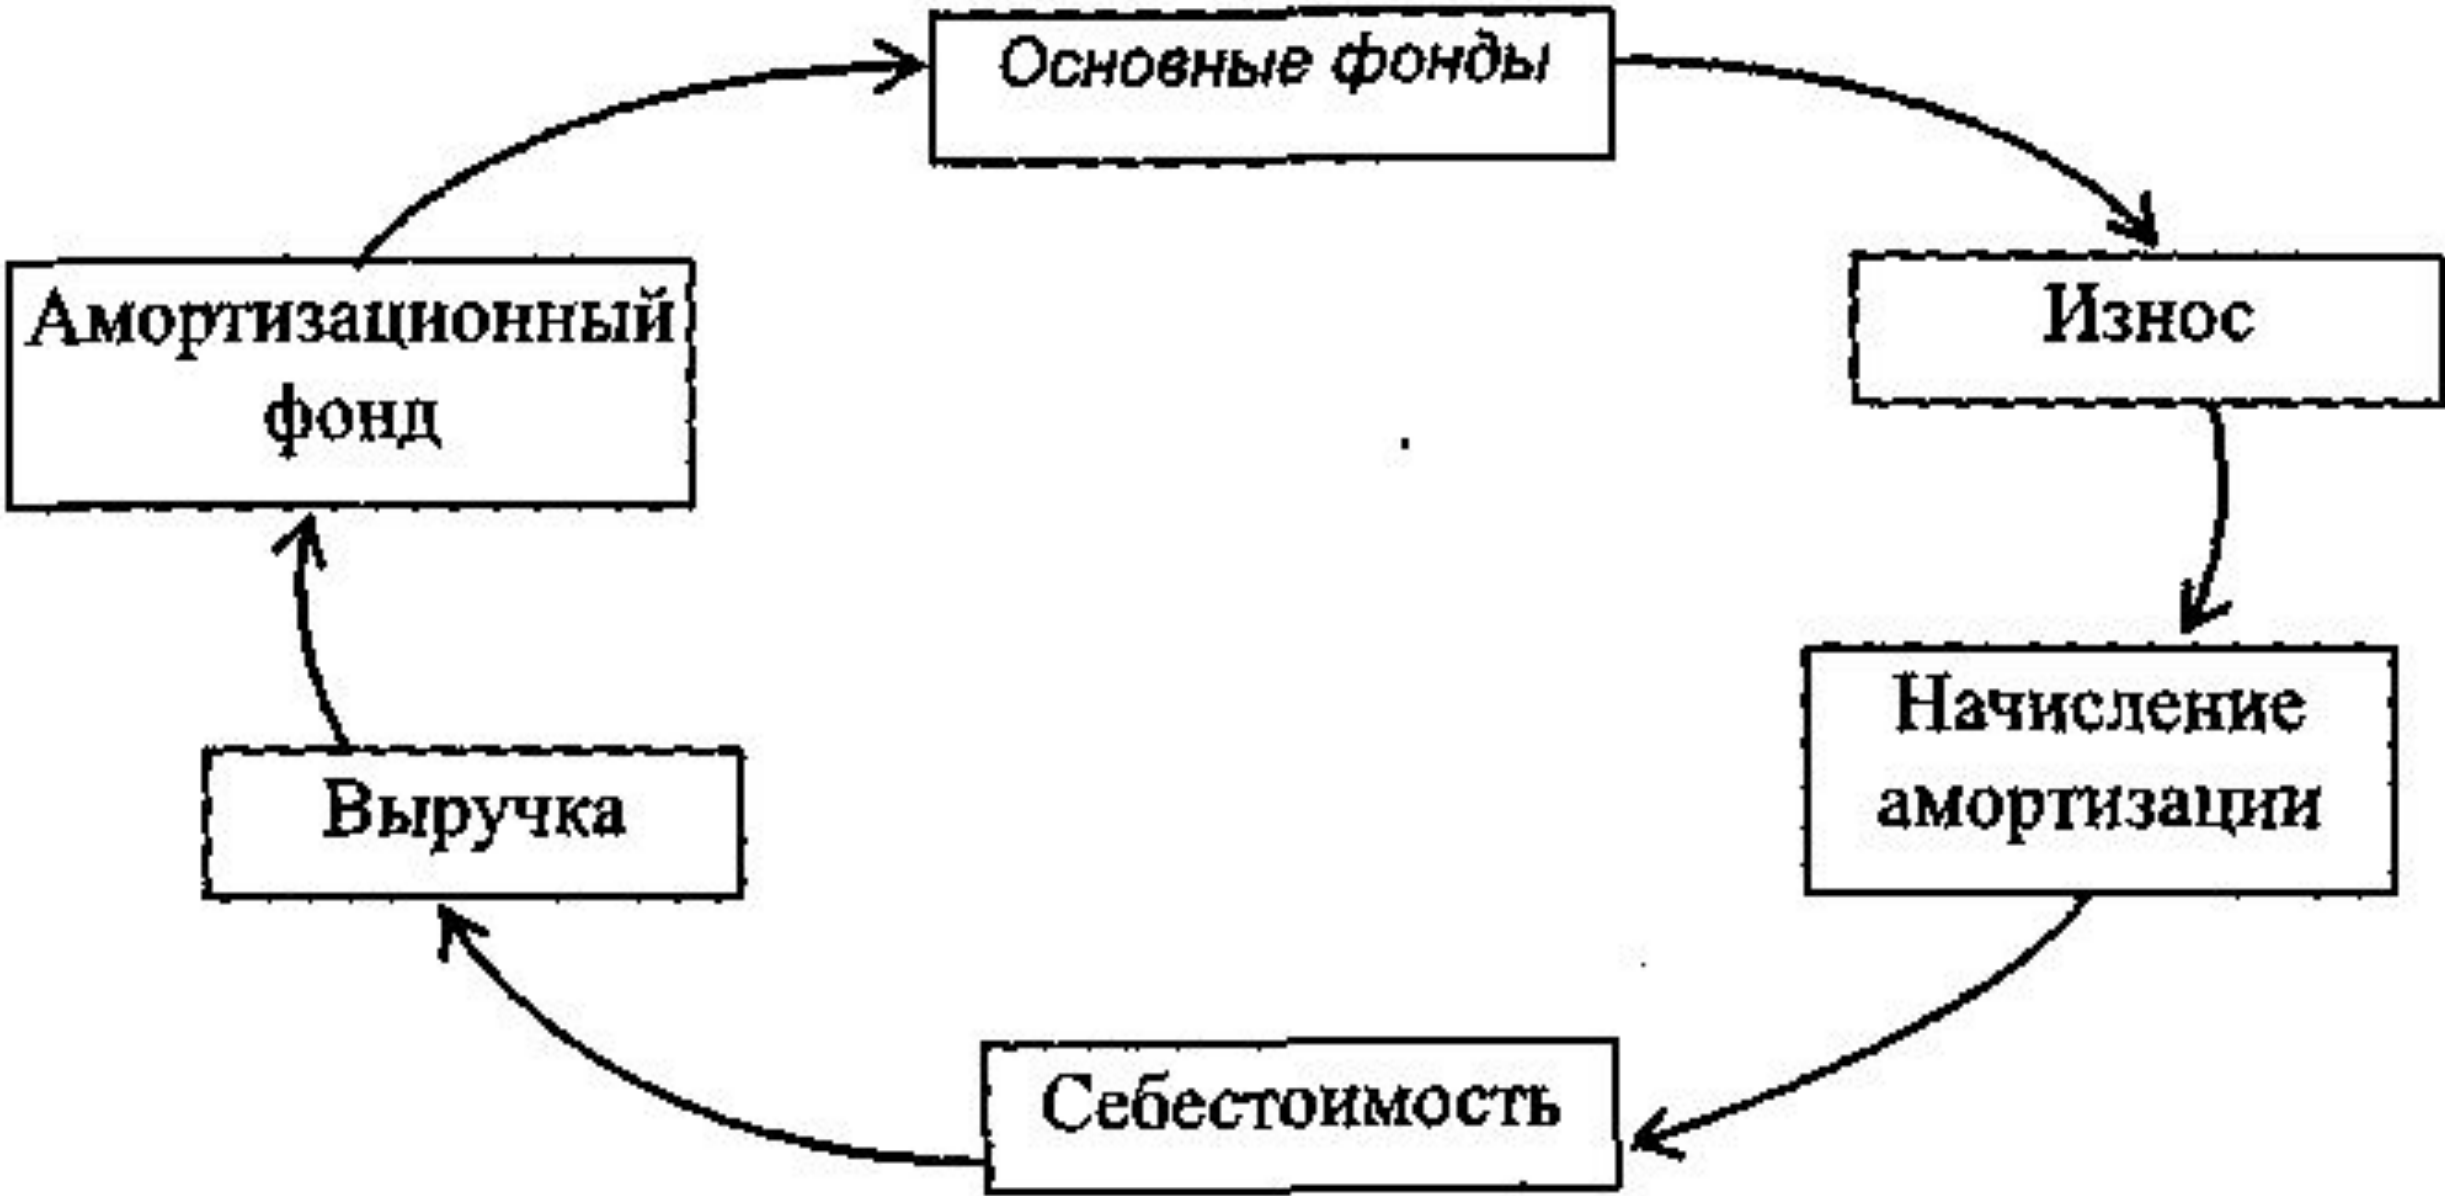 Основные фонды
Износ
Начисление
амортизации
Себестоимость
Выручка
Амортизационный
фонд